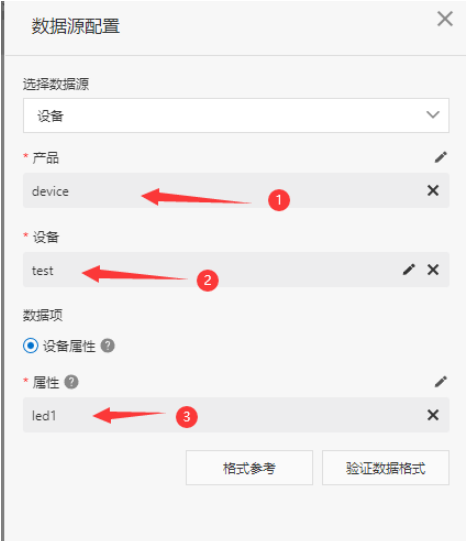 数据源配置
选择数据源
设备
* 产品
device
1
* 设备
test
2
数据项
设备属性 ?
* 属性 ?
led1
3
格式参考 验证数据格式